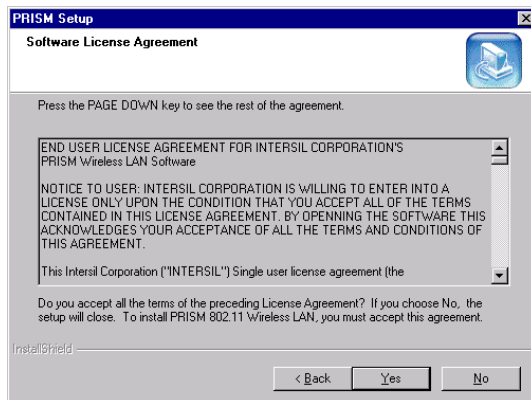 PRISM Setup
Software License Agreement
Press the PAGE DOWN key to see the rest of the agreement.
END USER LICENSE AGREEMENT FOR INTERSIL CORPORATION'S
PRISM Wireless LAN Software
NOTICE TO USER: INTERSIL CORPORATION IS WILLING TO ENTER INTO A
LICENSE ONLY UPON THE CONDITION THAT YOU ACCEPT ALL OF THE TERMS
CONTAINED IN THIS LICENSE AGREEMENT. BY OPENNING THE SOFTWARE THIS
ACKNOWLEDGES YOUR ACCEPTANCE OF ALL THE TERMS AND CONDITIONS OF
THIS AGREEMENT.
This Intersil Corporation ("INTERSIL") Single user license agreement (the
Do you accept all the terms of the preceding License Agreement? If you choose No, the
setup will close. To install PRISM 802.11 Wireless LAN, you must accept this agreement.
InstallShield
< Back
Yes
No